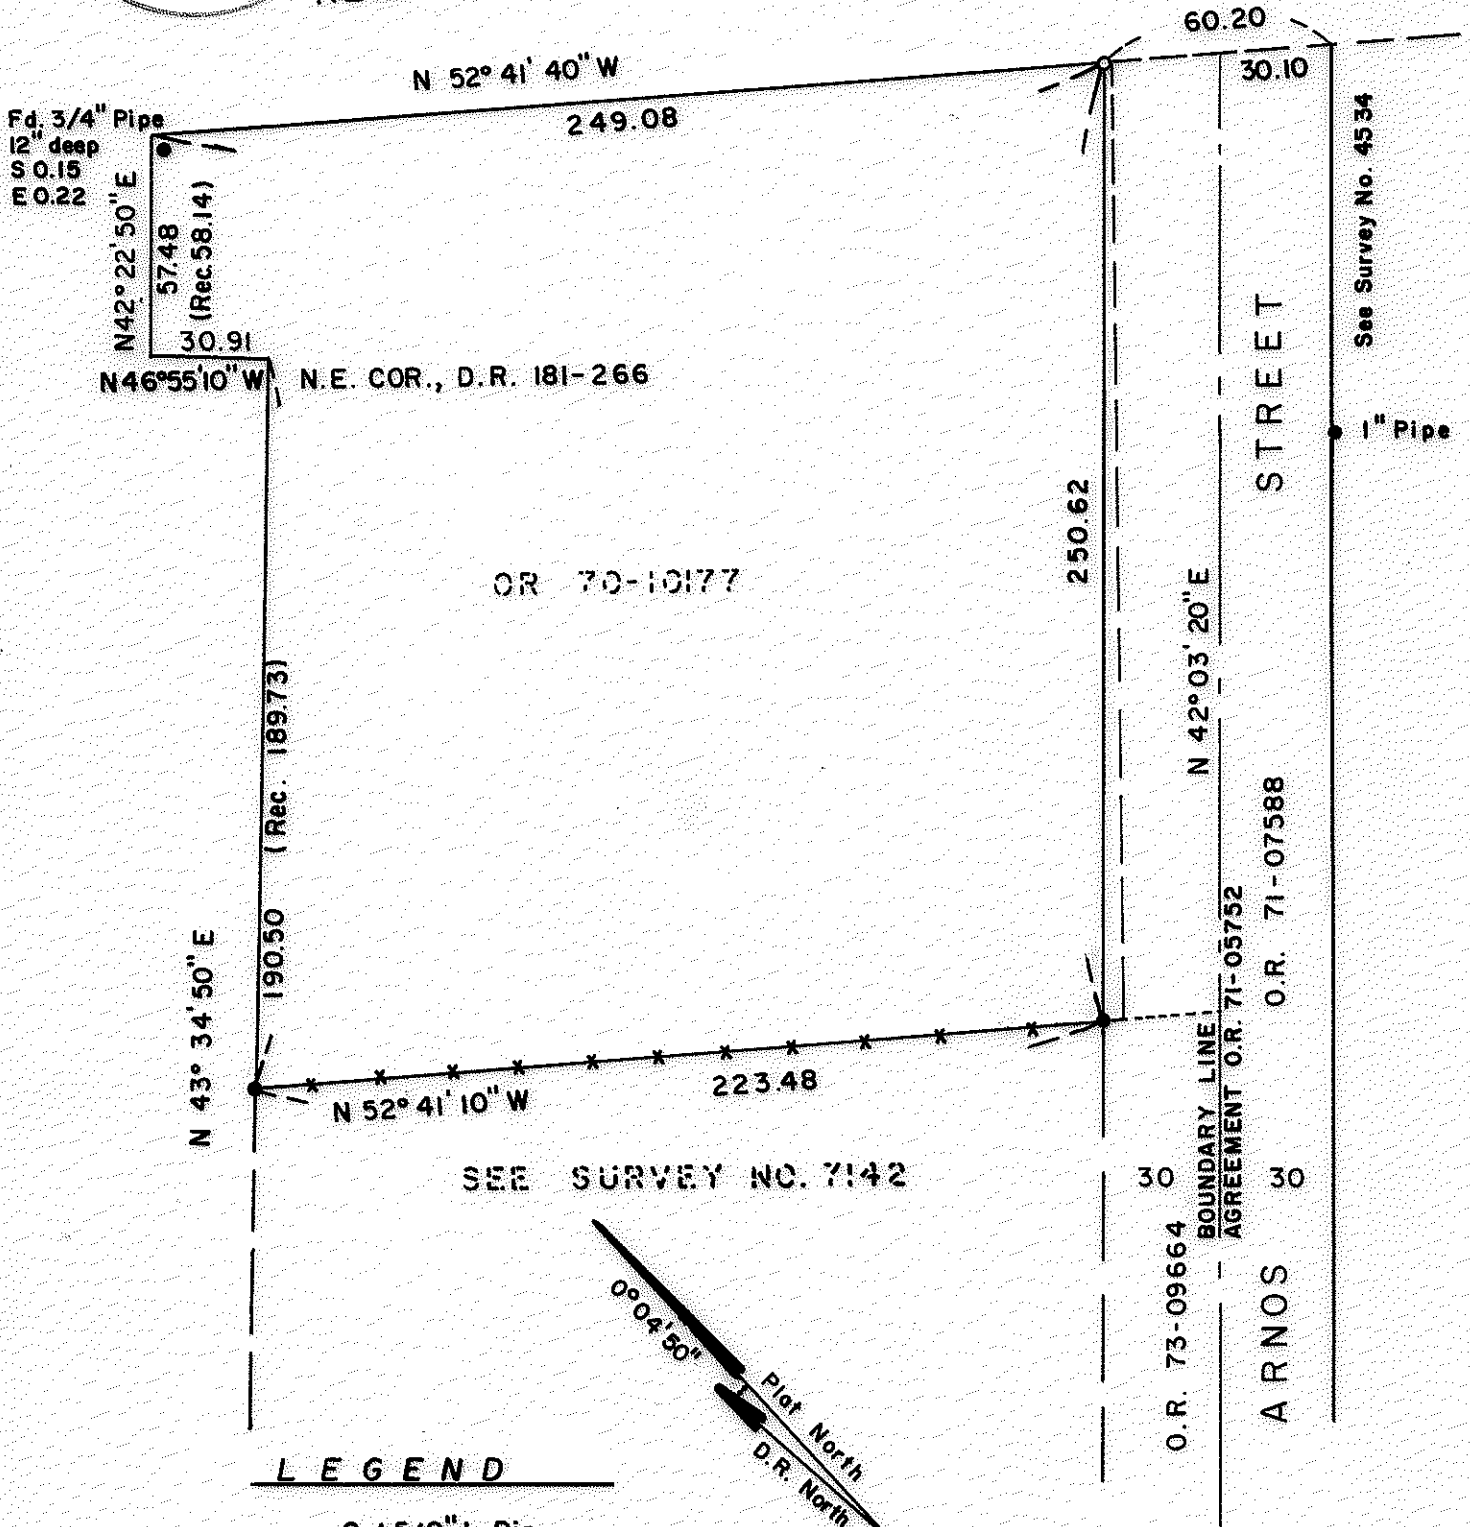 60.20
N 52° 41' 40" W
30.10
249.08
Fd. 3/4" Pipe
12" deep
S 0.15
E 0.22
See Survey No. 4534
N42° 22' 50" E
57.48
(Rec. 58.14)
30.91
N46°55'10" W
N.E. COR., D.R. 181-266
STREET
1" Pipe
250.62
OR 70-10177
N 42° 03' 20" E
(Rec. 189.73)
190.50
N 43° 34' 50" E
O.R. 71-07588
223.48
N 52° 41' 10" W
BOUNDARY LINE
AGREEMENT O.R. 71-05752
SEE SURVEY NO. 7142
30
30
O.R. 73-09664
ARNOS
0°04'50"
Plat North
D.R. North
LEGEND